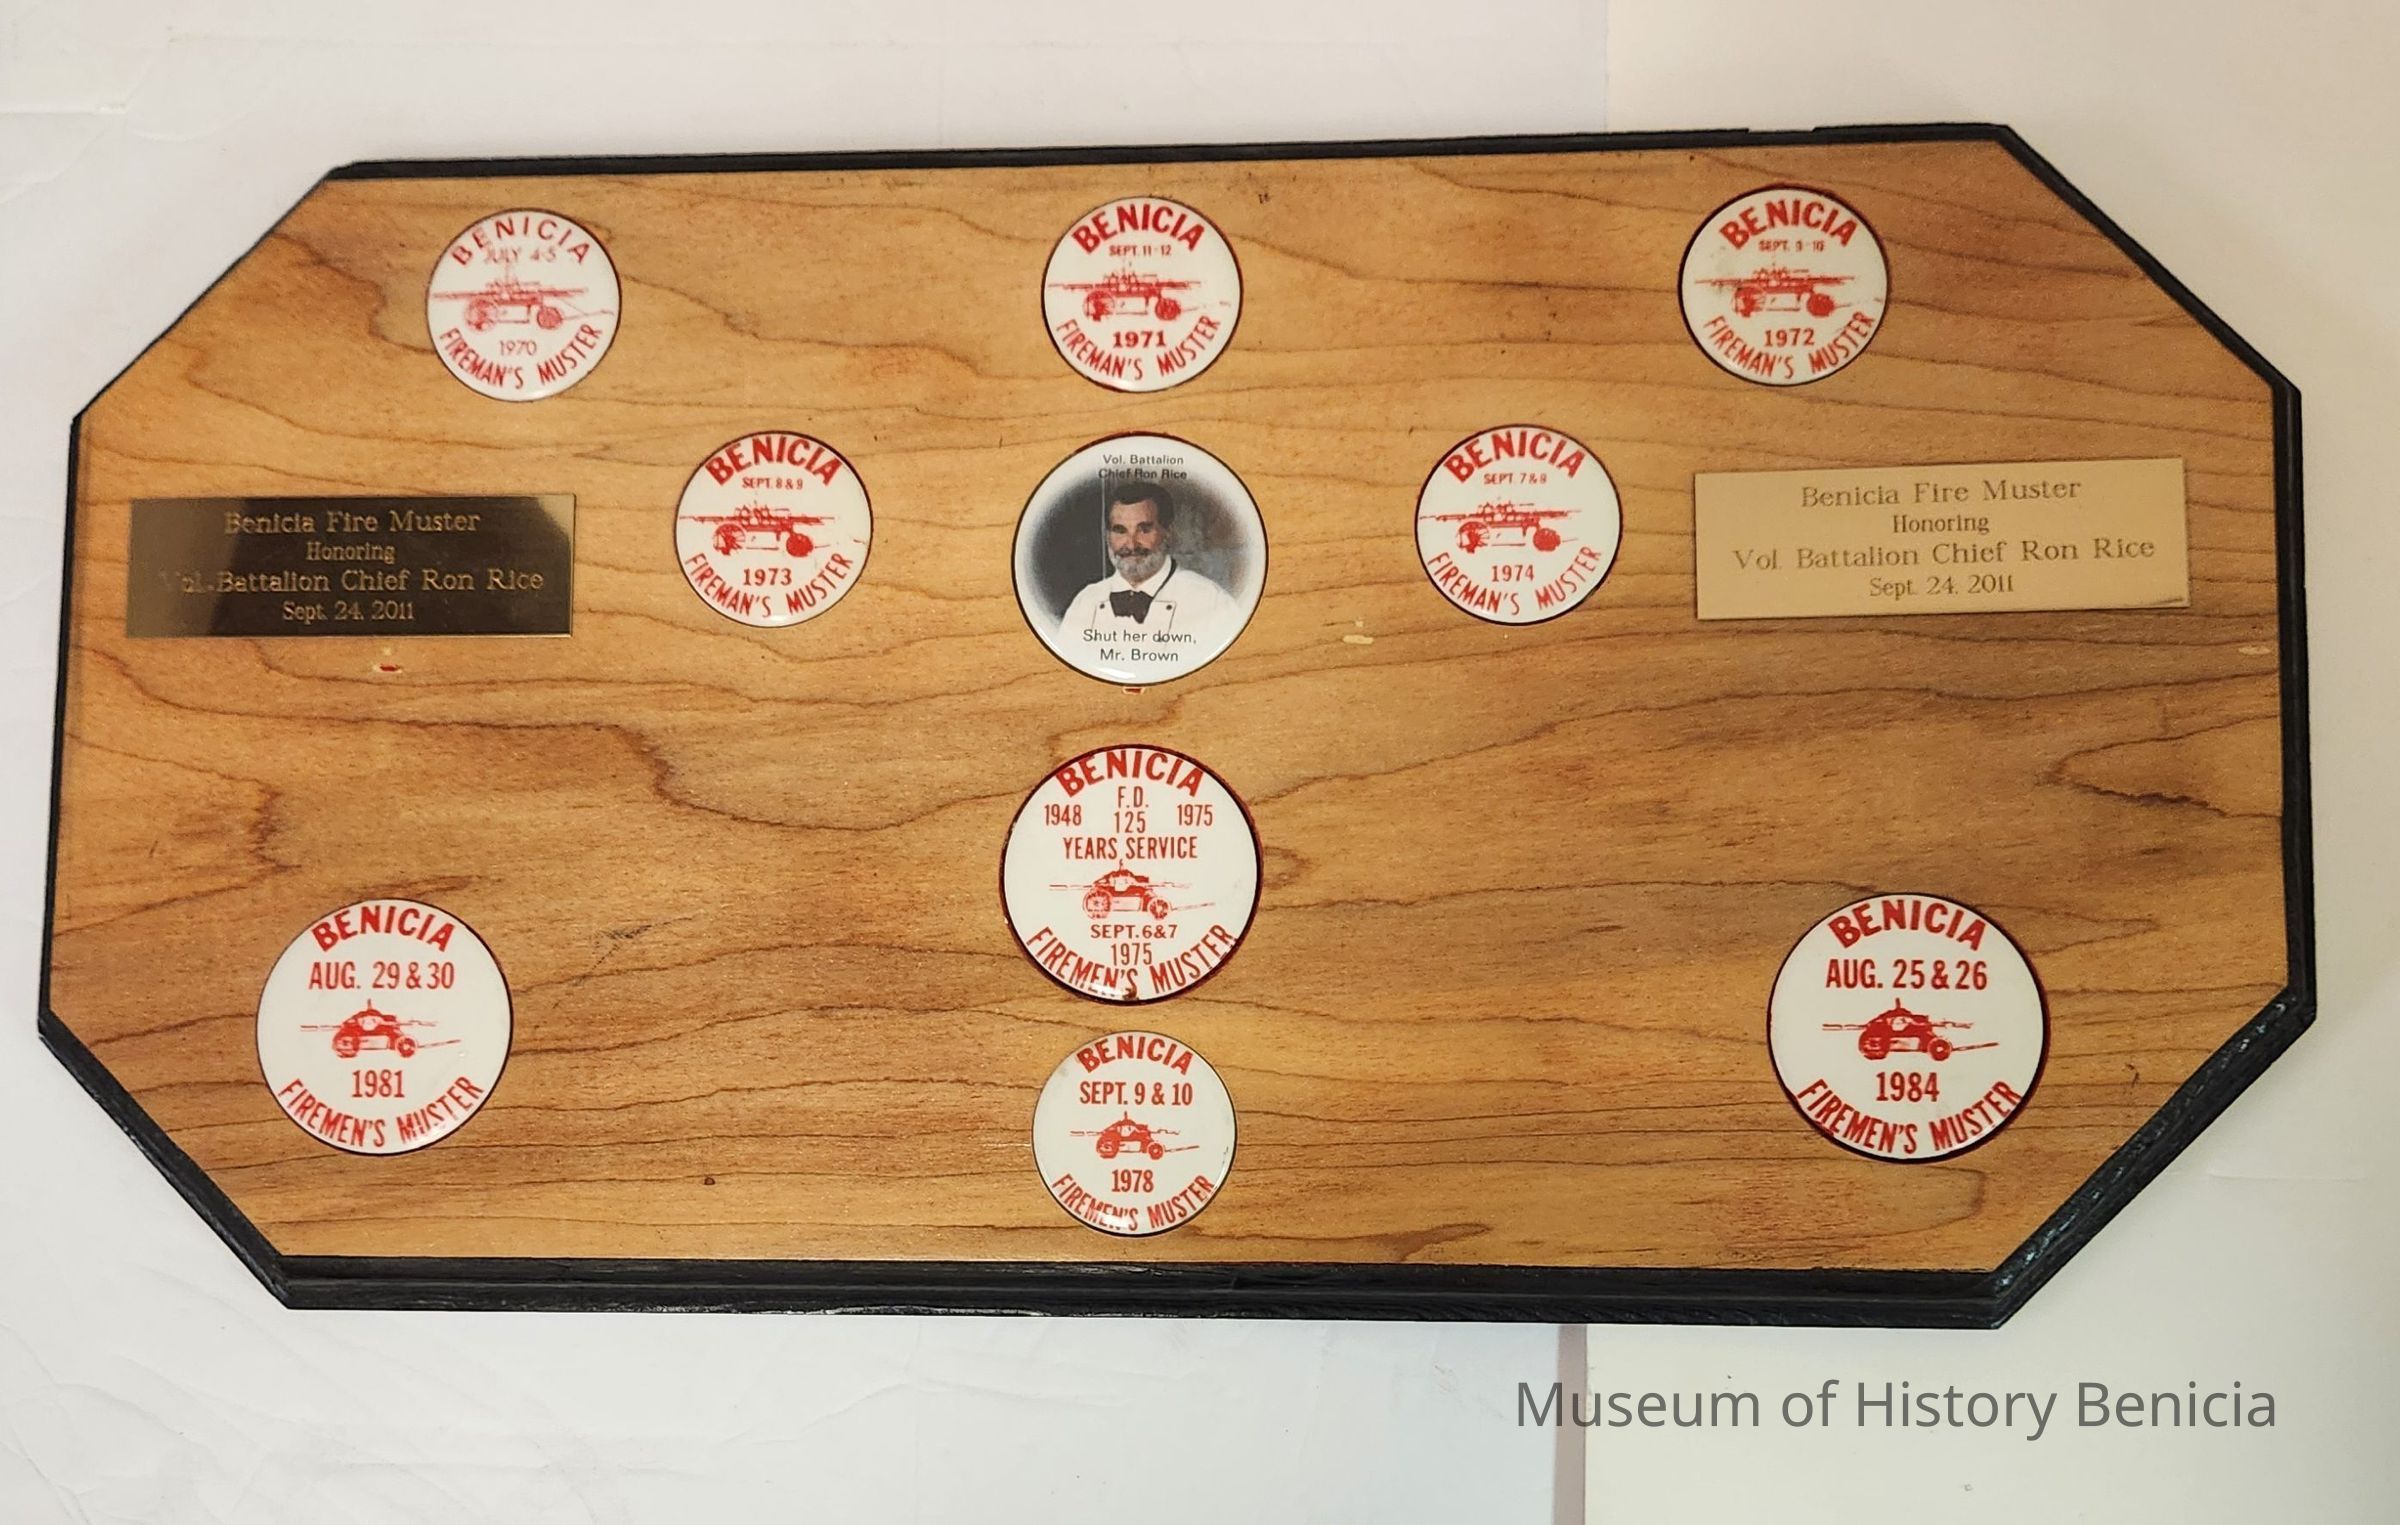 BENICIA
JULY 4-5
1970
FIREMAN'S MUSTER
BENICIA
SEPT. 11-12
1971
FIREMAN'S MUSTER
BENICIA
SEPT. 9-10
1972
FIREMAN'S MUSTER
Benicia Fire Muster
Honoring
Vol. Battalion Chief Ron Rice
Sept. 24, 2011
BENICIA
SEPT. 8&9
1973
FIREMAN'S MUSTER
Vol. Battalion
Chief Ron Rice
Shut her down,
Mr. Brown
BENICIA
SEPT. 7&8
1974
FIREMAN'S MUSTER
Benicia Fire Muster
Honoring
Vol. Battalion Chief Ron Rice
Sept. 24, 2011
BENICIA
F.D.
1948 125 1975
YEARS SERVICE
SEPT. 6&7
1975
FIREMEN'S MUSTER
BENICIA
AUG. 29 & 30
1981
FIREMEN'S MUSTER
BENICIA
SEPT. 9 & 10
1978
FIREMEN'S MUSTER
BENICIA
AUG. 25 & 26
1984
FIREMEN'S MUSTER
Museum of History Benicia